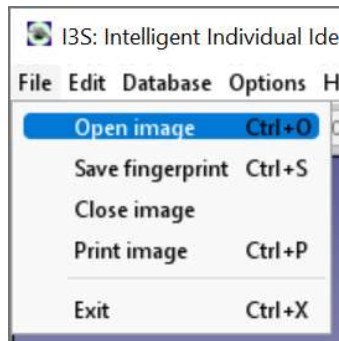 I3S: Intelligent Individual Ide
File Edit Database Options H
Open image Ctrl+O
Save fingerprint Ctrl+S
Close image
Print image Ctrl+P
Exit Ctrl+X